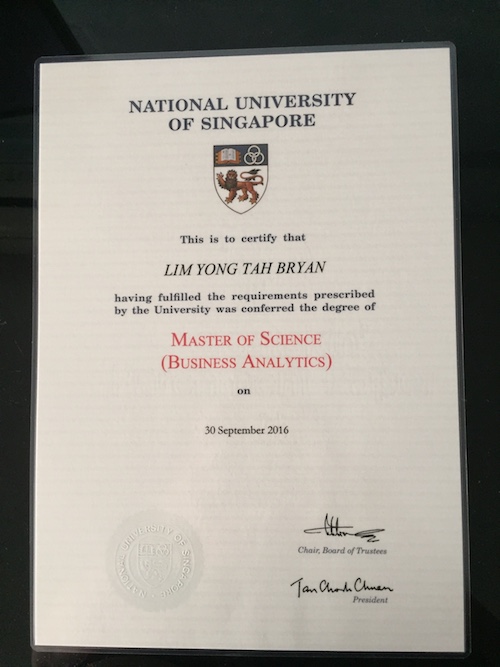 NATIONAL UNIVERSITY
OF SINGAPORE
This is to certify that
LIM YONG TAH BRYAN
having fulfilled the requirements prescribed
by the University was conferred the degree of
MASTER OF SCIENCE
(BUSINESS ANALYTICS)
on
30 September 2016
Chair, Board of Trustees
Tan Chorh Chuan
President
NATIONAL UNIVERSITY OF SINGAPORE